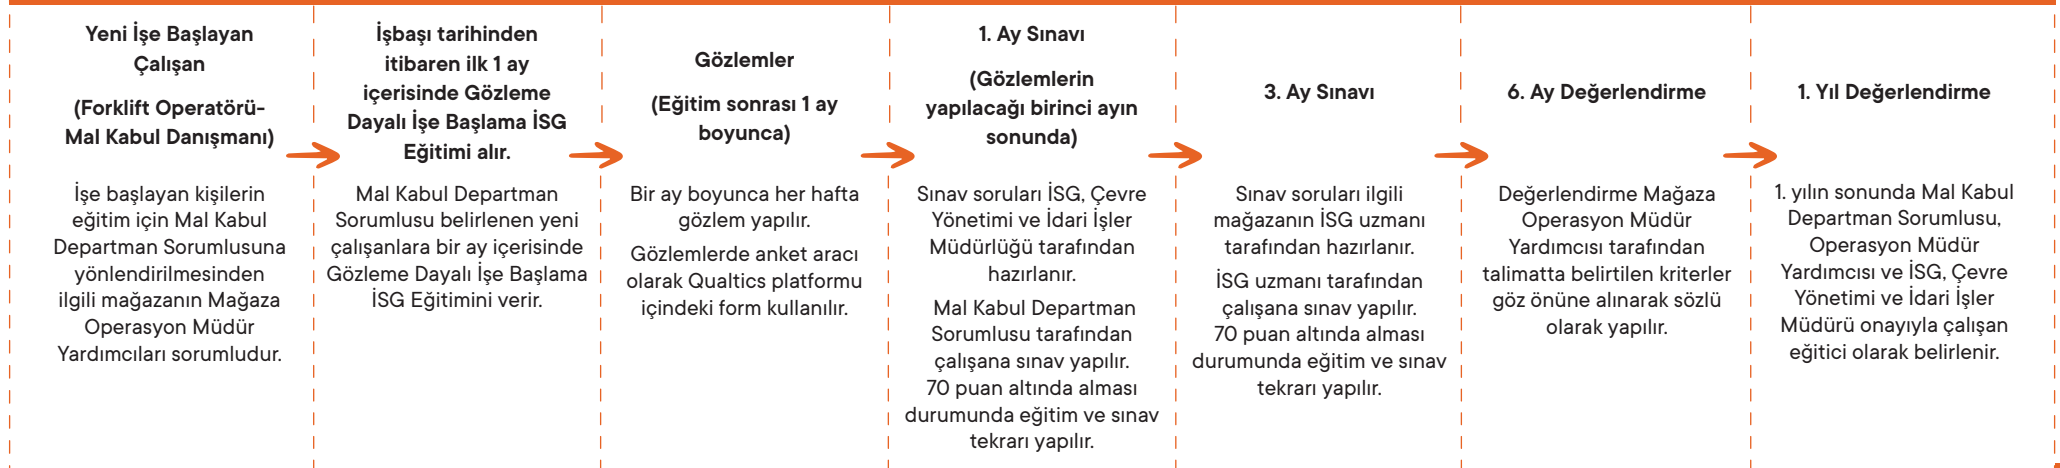 Yeni İşe Başlayan
Çalışan
(Forklift Operatörü-
Mal Kabul Danışmanı)
İşe başlayan kişilerin
eğitim için Mal Kabul
Departman Sorumlusuna
yönlendirilmesinden
ilgili mağazanın Mağaza
Operasyon Müdür
Yardımcıları sorumludur.
İşbaşı tarihinden
itibaren ilk 1 ay
içerisinde Gözleme
Dayalı İşe Başlama İSG
Eğitimi alır.
Mal Kabul Departman
Sorumlusu belirlenen yeni
çalışanlara bir ay içerisinde
Gözleme Dayalı İşe Başlama
İSG Eğitimini verir.
Gözlemler
(Eğitim sonrası 1 ay
boyunca)
Bir ay boyunca her hafta
gözlem yapılır.
Gözlemlerde anket aracı
olarak Qualtics platformu
içindeki form kullanılır.
1. Ay Sınavı
(Gözlemlerin
yapılacağı birinci ayın
sonunda)
Sınav soruları İSG, Çevre
Yönetimi ve İdari İşler
Müdürlüğü tarafından
hazırlanır.
Mal Kabul Departman
Sorumlusu tarafından
çalışana sınav yapılır.
70 puan altında alması
durumunda eğitim ve sınav
tekrarı yapılır.
3. Ay Sınavı
Sınav soruları ilgili
mağazanın İSG uzmanı
tarafından hazırlanır.
İSG uzmanı tarafından
çalışana sınav yapılır.
70 puan altında alması
durumunda eğitim ve sınav
tekrarı yapılır.
6. Ay Değerlendirme
Değerlendirme Mağaza
Operasyon Müdür
Yardımcısı tarafından
talimatta belirtilen kriterler
göz önüne alınarak sözlü
olarak yapılır.
1. Yıl Değerlendirme
1. yılın sonunda Mal Kabul
Departman Sorumlusu,
Operasyon Müdür
Yardımcısı ve İSG, Çevre
Yönetimi ve İdari İşler
Müdürü onayıyla çalışan
eğitici olarak belirlenir.